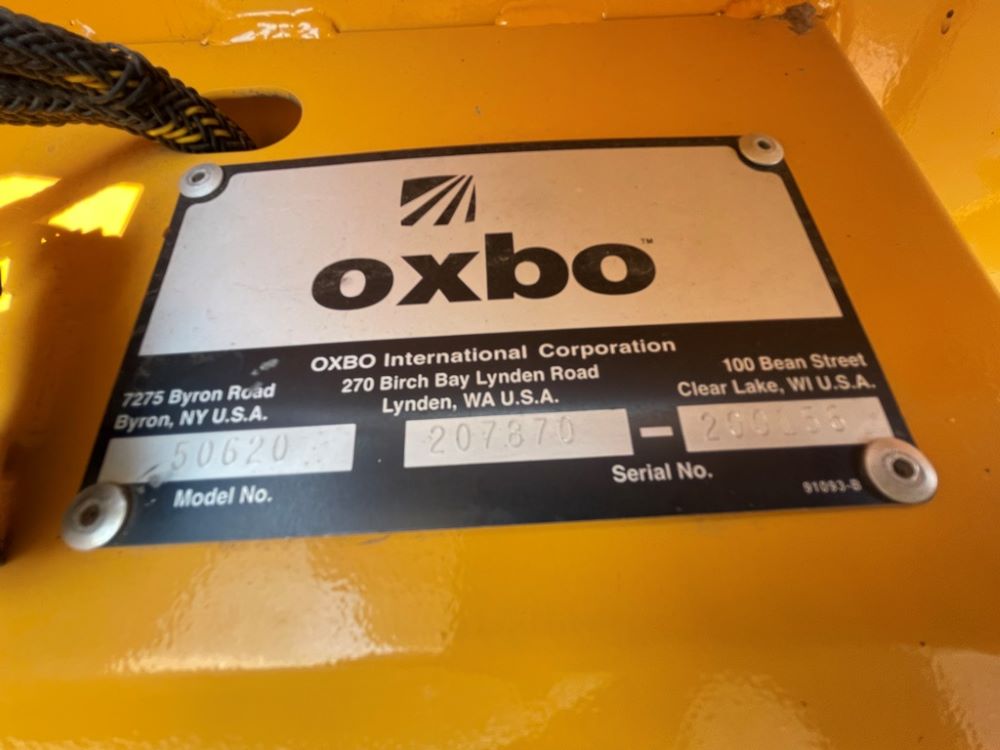 oxbo™
OXBO International Corporation
7275 Byron Road
Byron, NY U.S.A.
270 Birch Bay Lynden Road
Lynden, WA U.S.A.
100 Bean Street
Clear Lake, WI U.S.A.
50620
207870 –
Model No.
Serial No.
91093-B